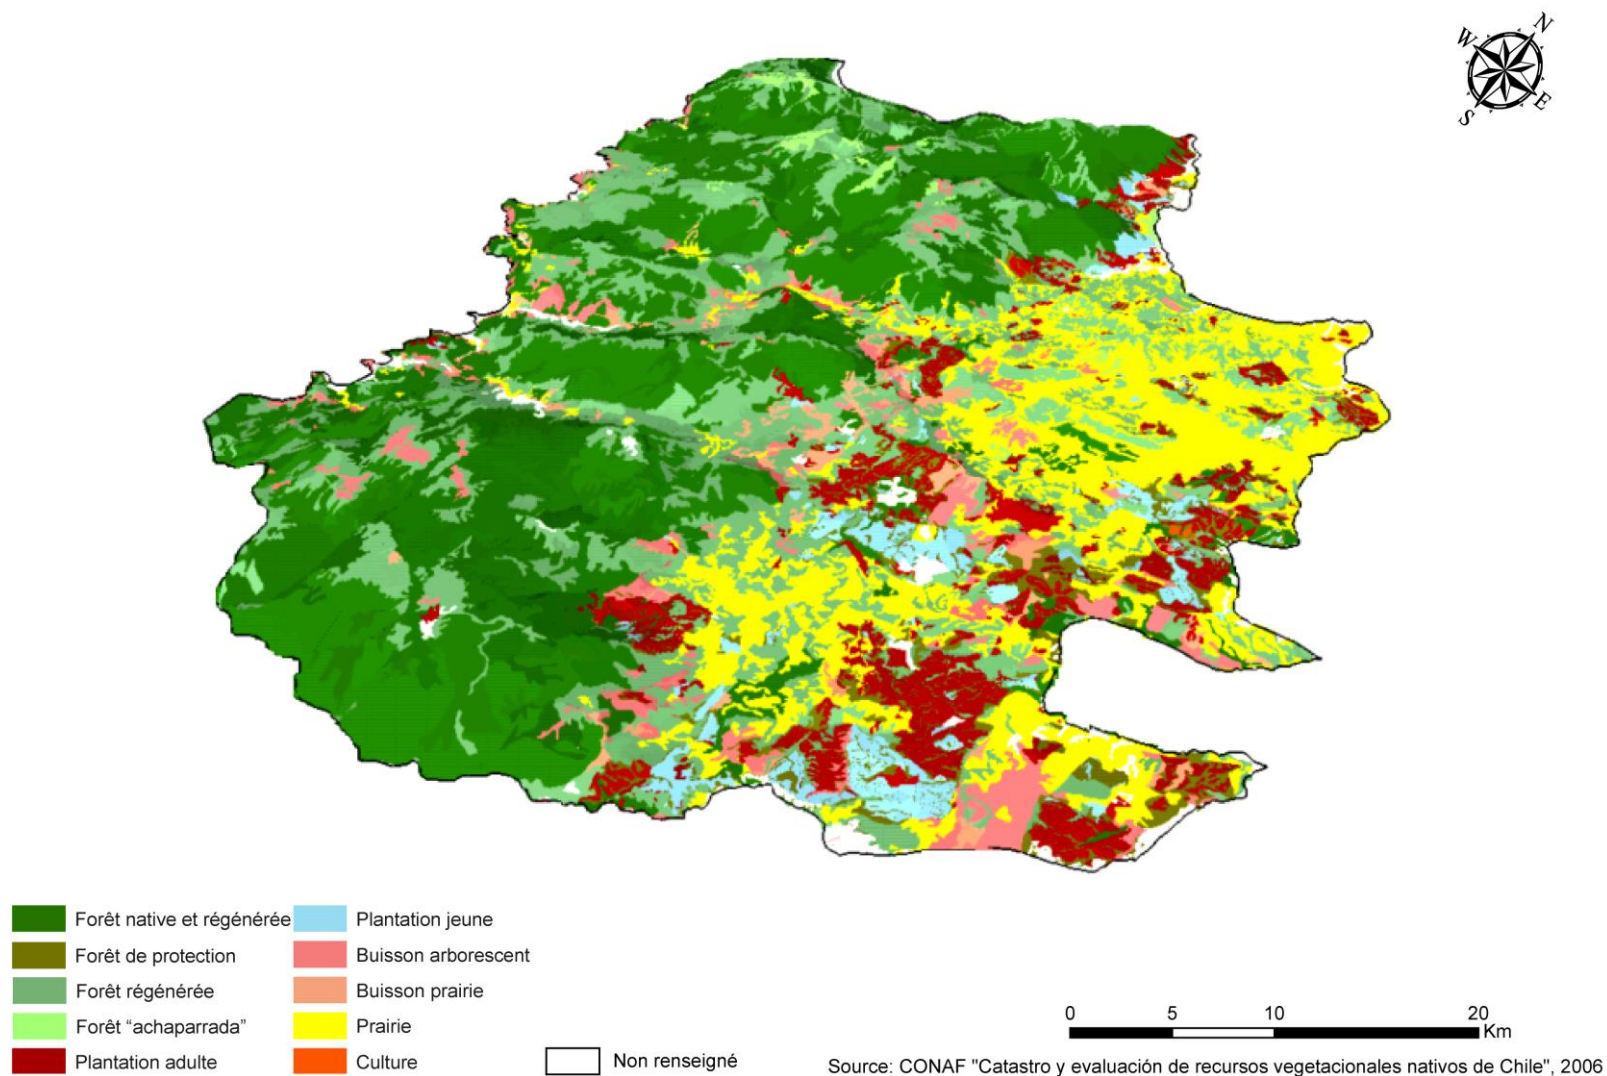 N
W
E
S
Forêt native et régénérée
Forêt de protection
Forêt régénérée
Forêt “achaparrada”
Plantation adulte
Plantation jeune
Buisson arborescent
Buisson prairie
Prairie
Culture
Non renseigné
0 5 10 20
Km
Source: CONAF "Catastro y evaluación de recursos vegetacionales nativos de Chile", 2006